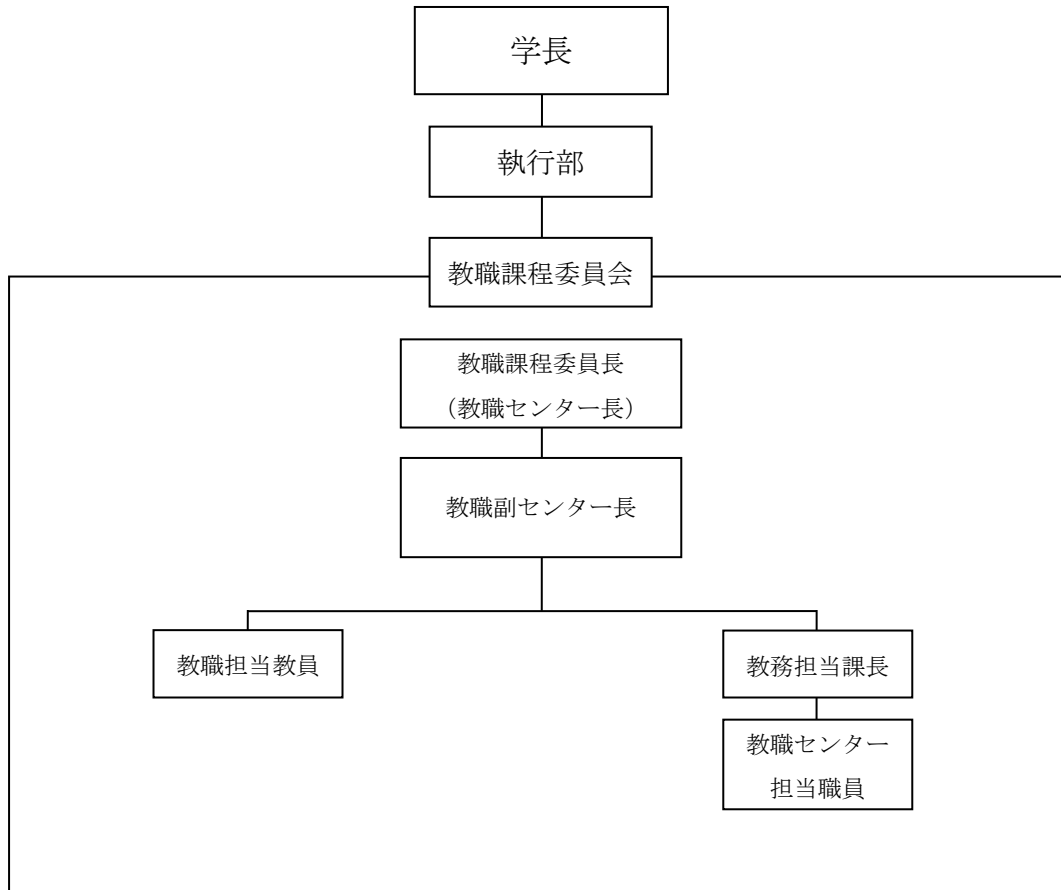 学長
執行部
教職課程委員会
教職課程委員長
（教職センター長）
教職副センター長
教職担当教員
教務担当課長
教職センター
担当職員